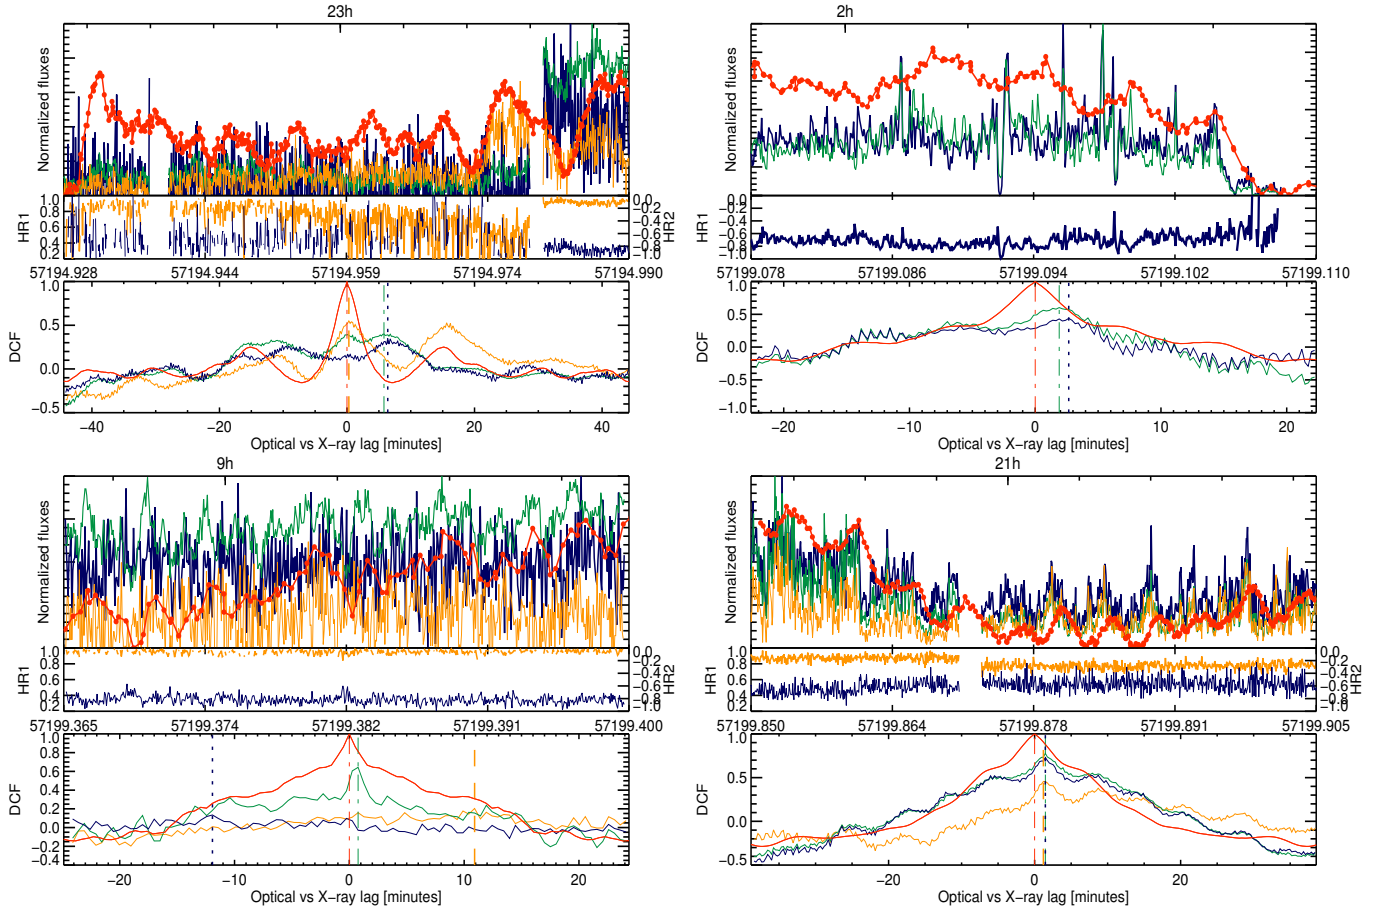 23h
Normalized fluxes
HR1
1.0
0.8
0.6
0.4
0.2
0.0
−0.2
−0.4
−0.6
−0.8
−1.0
HR2
57194.928 57194.944 57194.959 57194.974 57194.990
DCF
1.0
0.5
0.0
−0.5
−40 −20 0 20 40
Optical vs X−ray lag [minutes]
2h
Normalized fluxes
HR1
0.0
−0.2
−0.4
−0.6
−0.8
−1.0
57199.078 57199.086 57199.094 57199.102 57199.110
DCF
1.0
0.5
0.0
−0.5
−1.0
−20 −10 0 10 20
Optical vs X−ray lag [minutes]
9h
Normalized fluxes
HR1
1.0
0.8
0.6
0.4
0.2
0.0
−0.2
−0.4
−0.6
−0.8
−1.0
HR2
57199.365 57199.374 57199.382 57199.391 57199.400
DCF
1.0
0.8
0.6
0.4
0.2
0.0
−0.2
−0.4
−20 −10 0 10 20
Optical vs X−ray lag [minutes]
21h
Normalized fluxes
HR1
1.0
0.8
0.6
0.4
0.2
0.0
−0.2
−0.4
−0.6
−0.8
−1.0
HR2
57199.850 57199.864 57199.878 57199.891 57199.905
DCF
1.0
0.5
0.0
−0.5
−20 0 20
Optical vs X−ray lag [minutes]